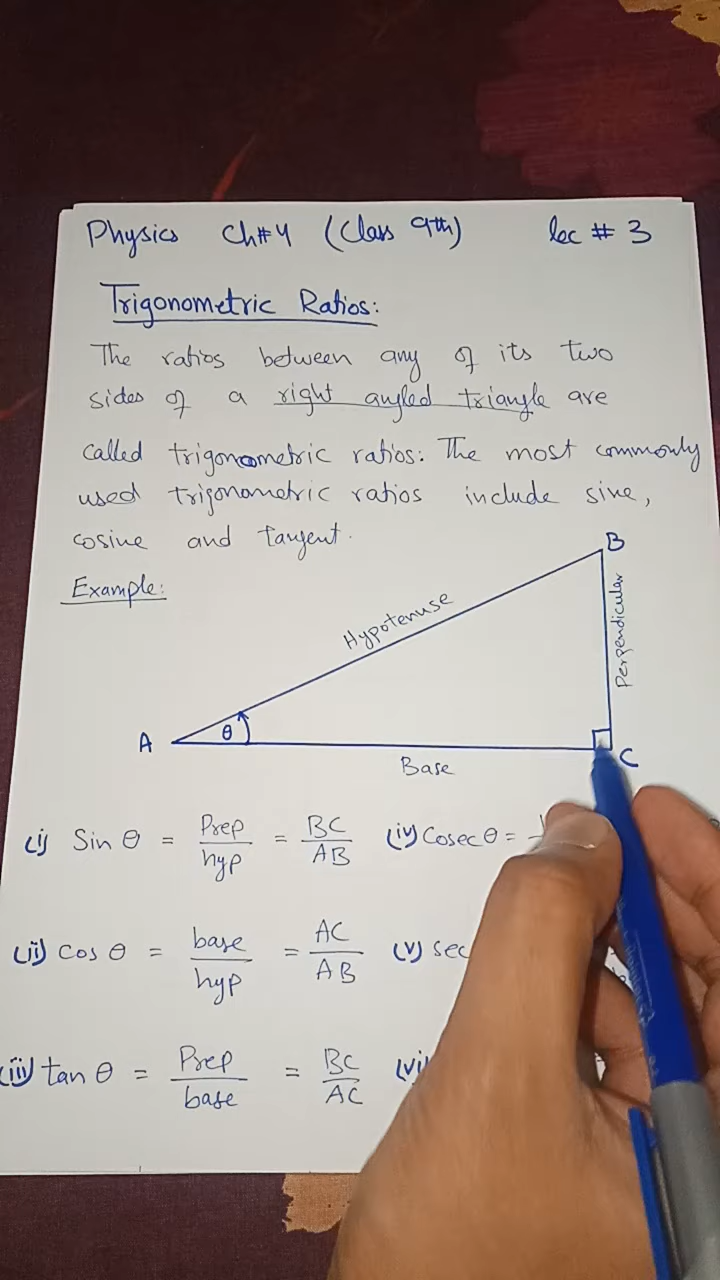 Physics Ch#4 (Class 9th) lec # 3
Trigonometric Ratios:
The ratios between any of its two
sides of a right angled triangle are
called trigonometric ratios: The most commonly
used trigonometric ratios include sine,
cosine and tangent.
Example:
B
Hypotenuse
Perpendicular
A
θ
Base
C
(i) Sin θ = Prep/hyp = BC/AB (iv) Cosec θ =
(ii) cos θ = base/hyp = AC/AB (v) sec
(iii) tan θ = Prep/base = BC/AC (vi)